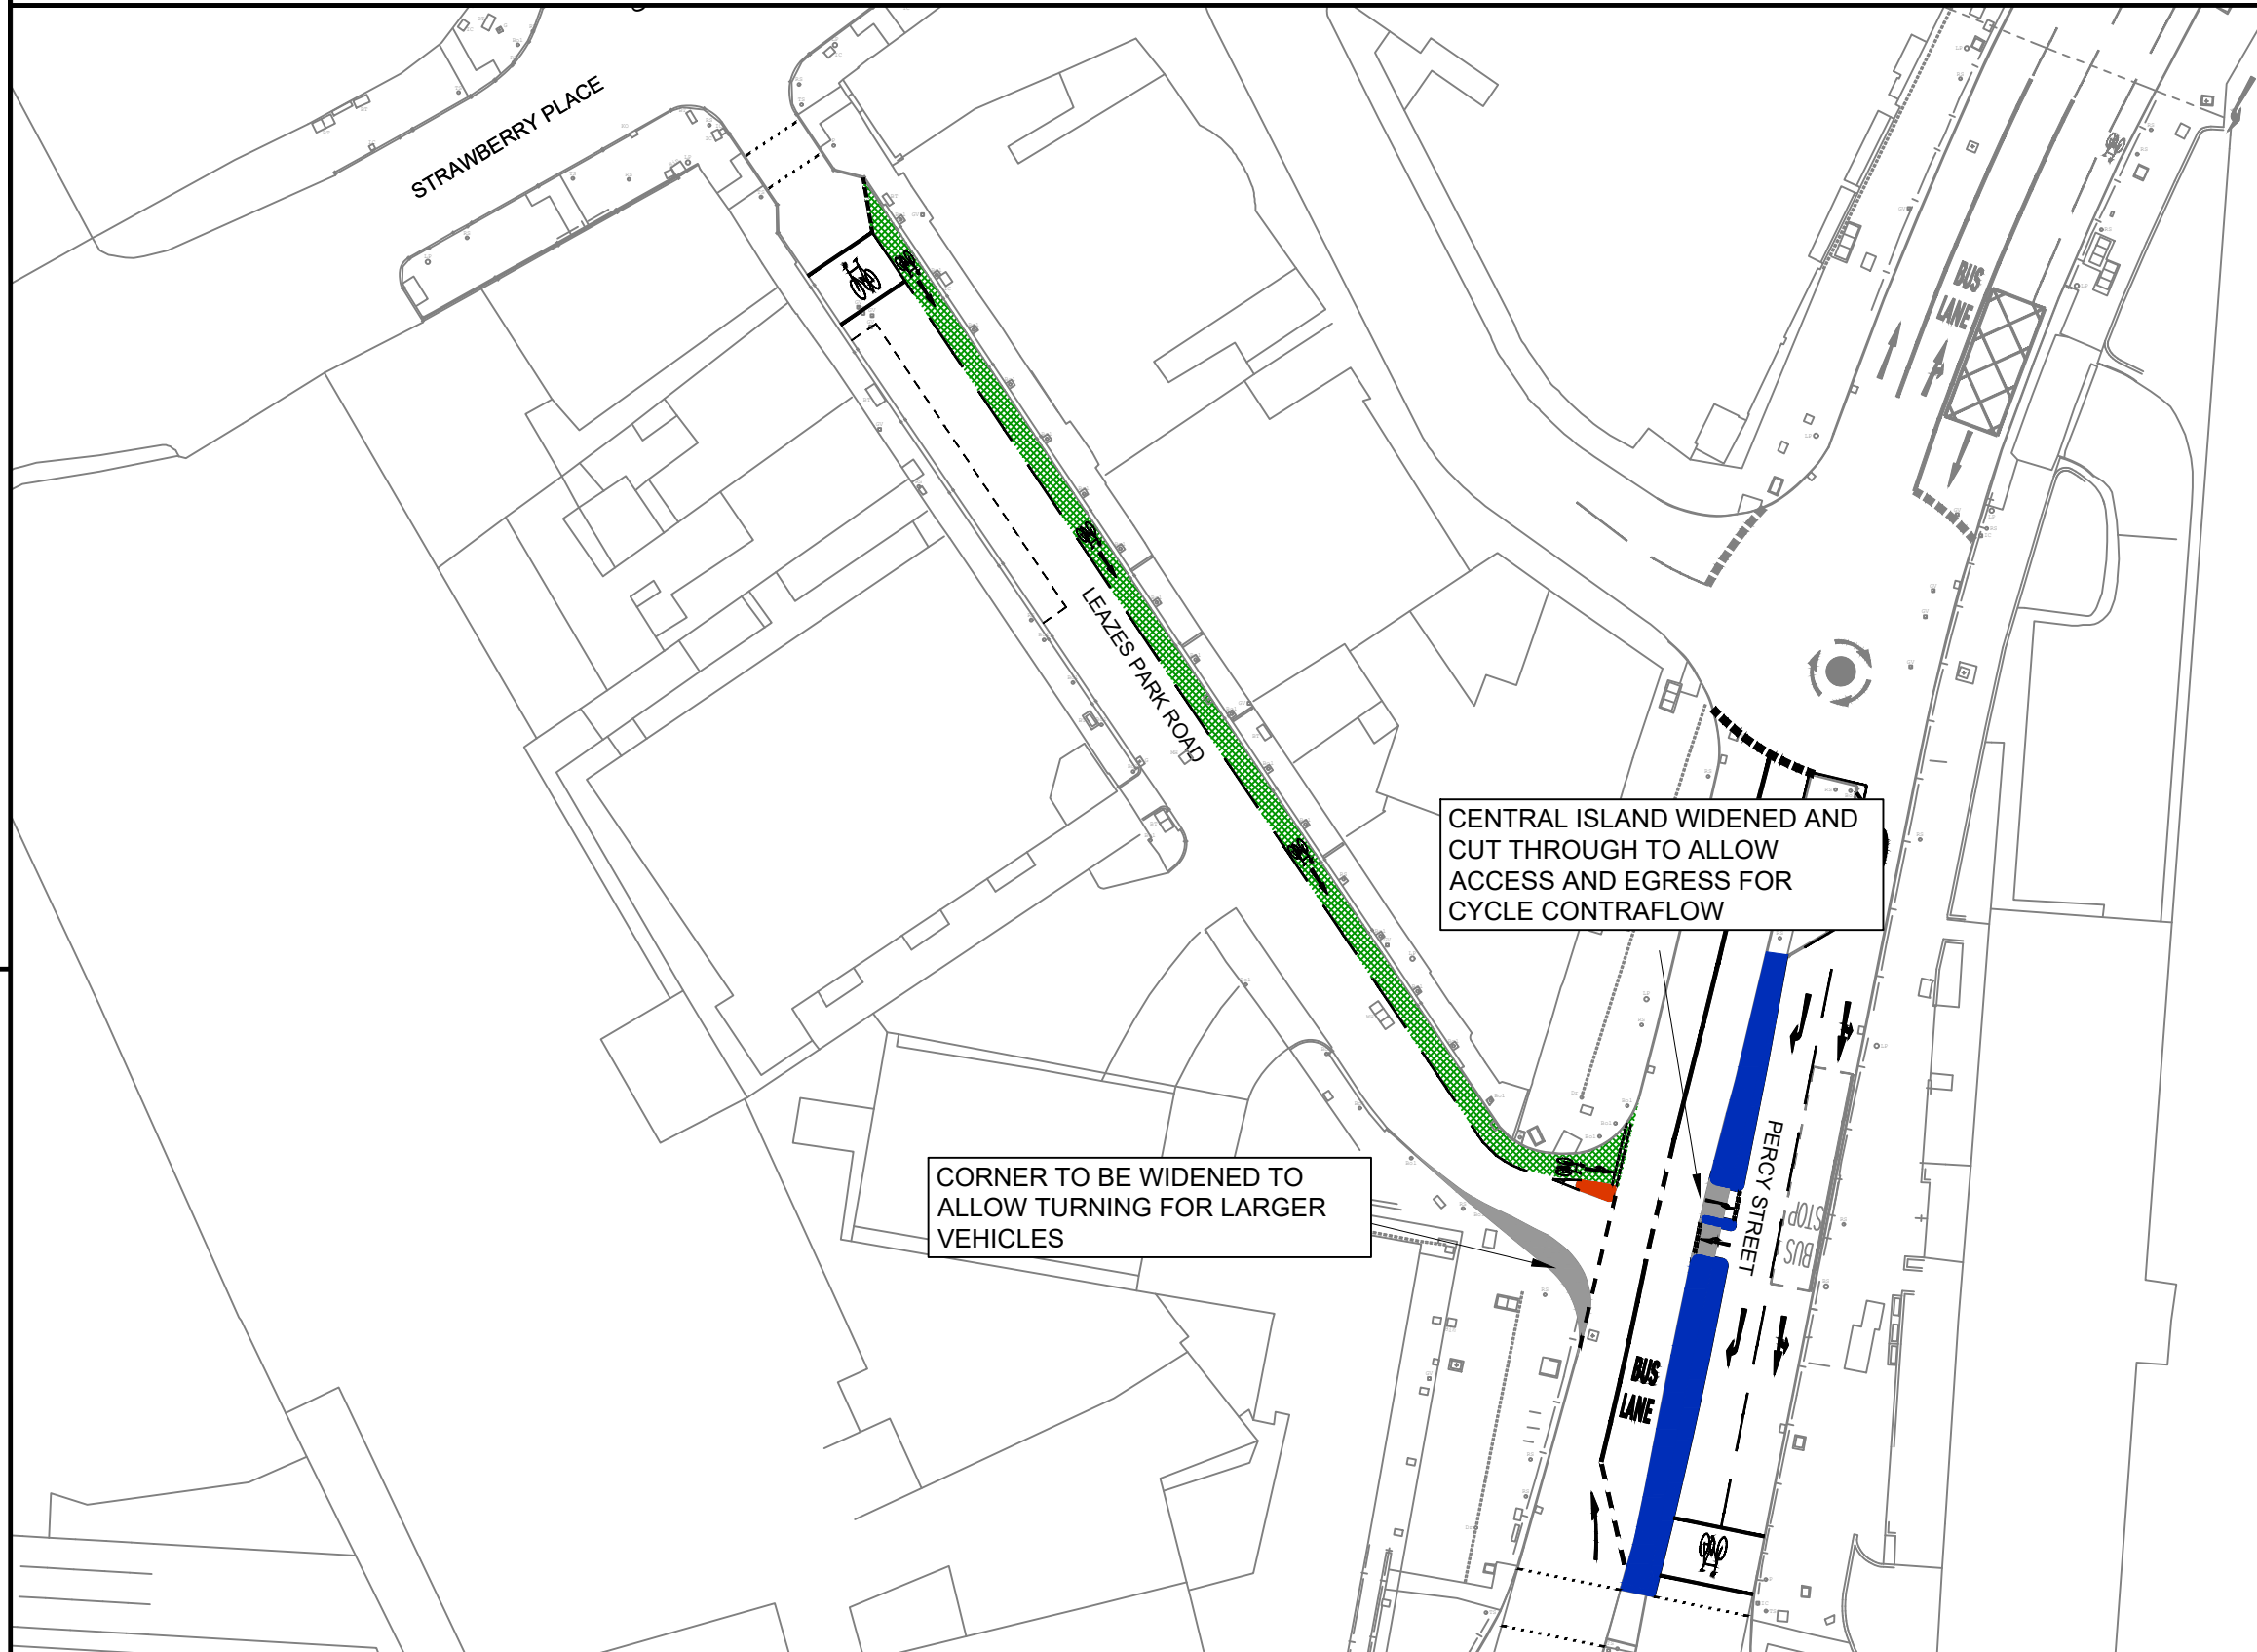 STRAWBERRY PLACE
BUS
LANE
LEAZES PARK ROAD
CENTRAL ISLAND WIDENED AND
CUT THROUGH TO ALLOW
ACCESS AND EGRESS FOR
CYCLE CONTRAFLOW
PERCY STREET
CORNER TO BE WIDENED TO
ALLOW TURNING FOR LARGER
VEHICLES
BUS
STOP
BUS
LANE